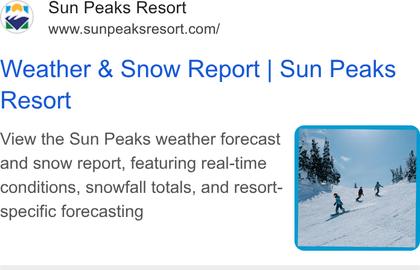 Sun Peaks Resort
www.sunpeaksresort.com/
Weather & Snow Report | Sun Peaks
Resort
View the Sun Peaks weather forecast
and snow report, featuring real-time
conditions, snowfall totals, and resort-
specific forecasting